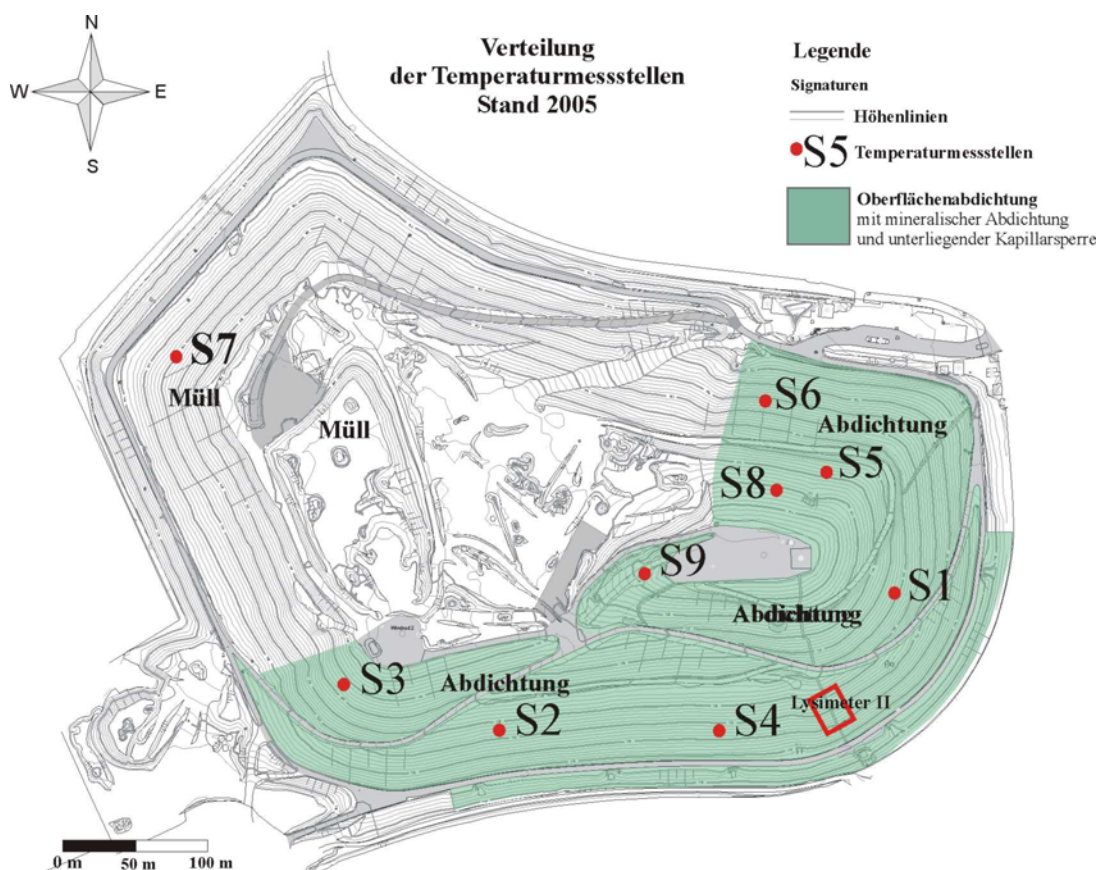 N
W E
S
Verteilung
der Temperaturmessstellen
Stand 2005
Legende
Signaturen
Höhenlinien
S5 Temperaturmessstellen
Oberflächenabdichtung
mit mineralischer Abdichtung
und unterliegender Kapillarsperre
S7
Müll
Müll
S6
Abdichtung
S5
S8
S9
S1
Abdichtung
S3
Abdichtung
S2
S4
Lysimeter II
0 m 50 m 100 m